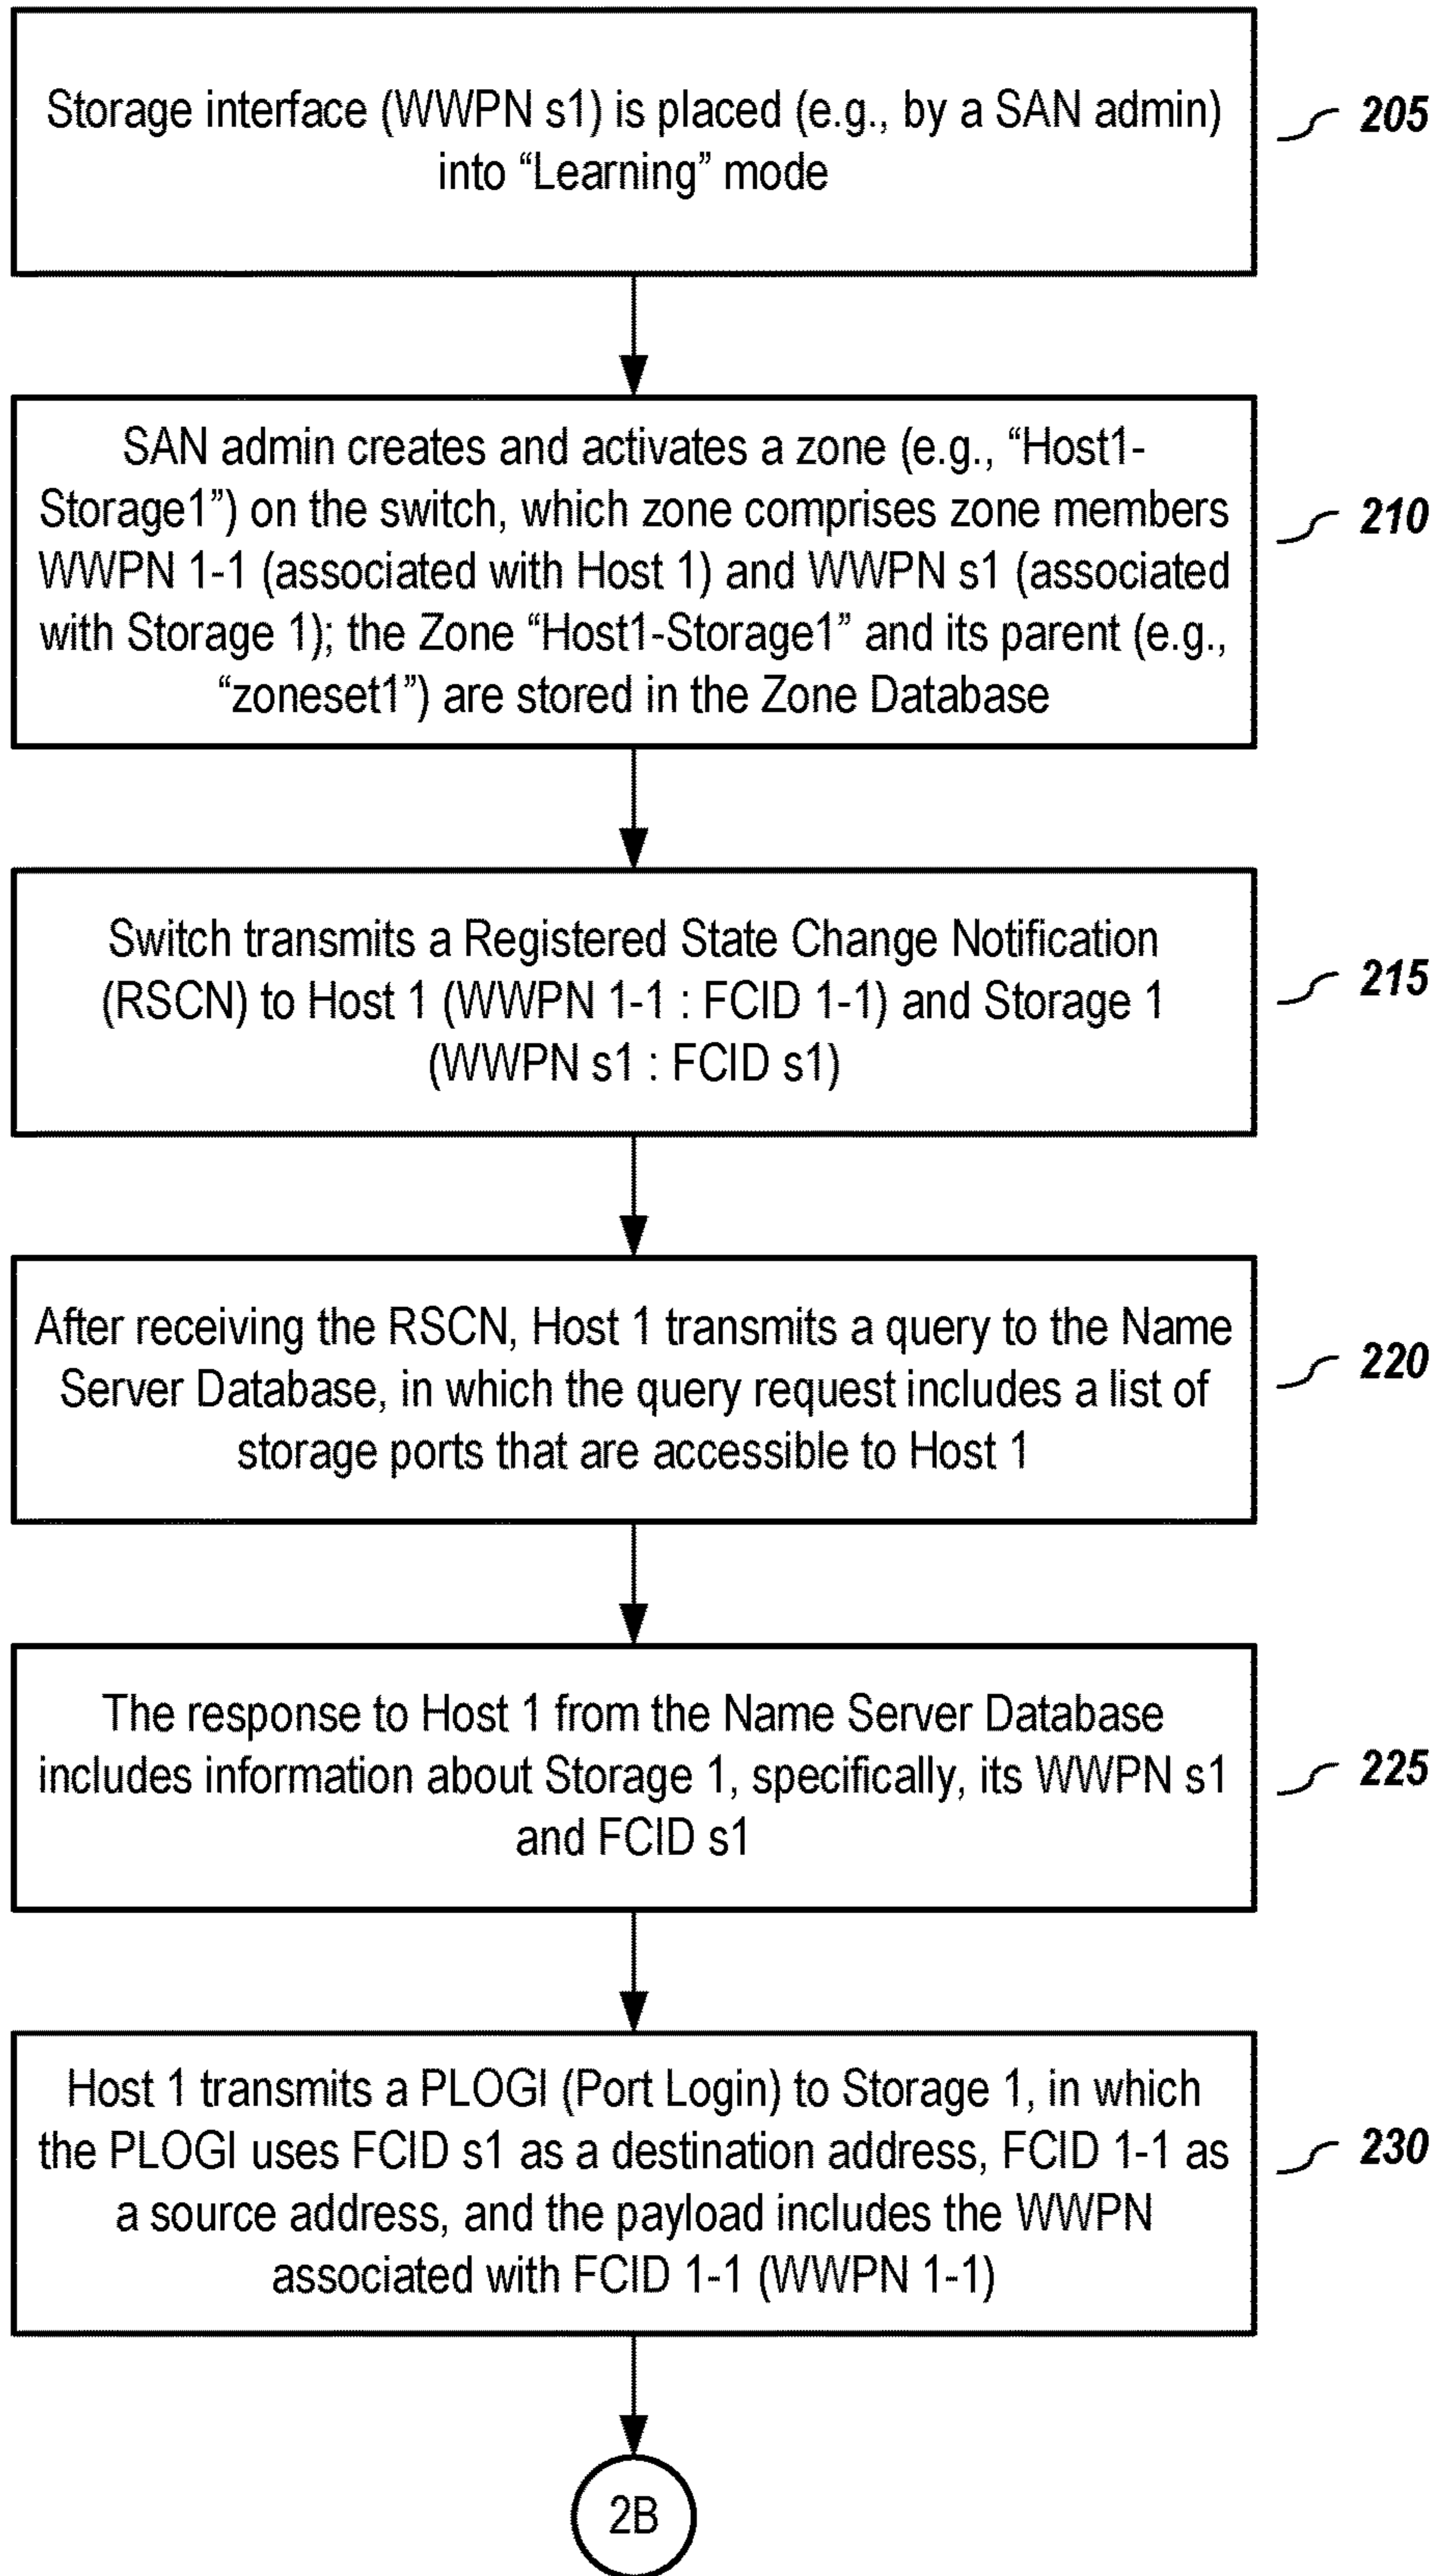 Storage interface (WWPN s1) is placed (e.g., by a SAN admin)
into “Learning” mode
205
SAN admin creates and activates a zone (e.g., “Host1-
Storage1”) on the switch, which zone comprises zone members
WWPN 1-1 (associated with Host 1) and WWPN s1 (associated
with Storage 1); the Zone “Host1-Storage1” and its parent (e.g.,
“zoneset1”) are stored in the Zone Database
210
Switch transmits a Registered State Change Notification
(RSCN) to Host 1 (WWPN 1-1 : FCID 1-1) and Storage 1
(WWPN s1 : FCID s1)
215
After receiving the RSCN, Host 1 transmits a query to the Name
Server Database, in which the query request includes a list of
storage ports that are accessible to Host 1
220
The response to Host 1 from the Name Server Database
includes information about Storage 1, specifically, its WWPN s1
and FCID s1
225
Host 1 transmits a PLOGI (Port Login) to Storage 1, in which
the PLOGI uses FCID s1 as a destination address, FCID 1-1 as
a source address, and the payload includes the WWPN
associated with FCID 1-1 (WWPN 1-1)
230
2B